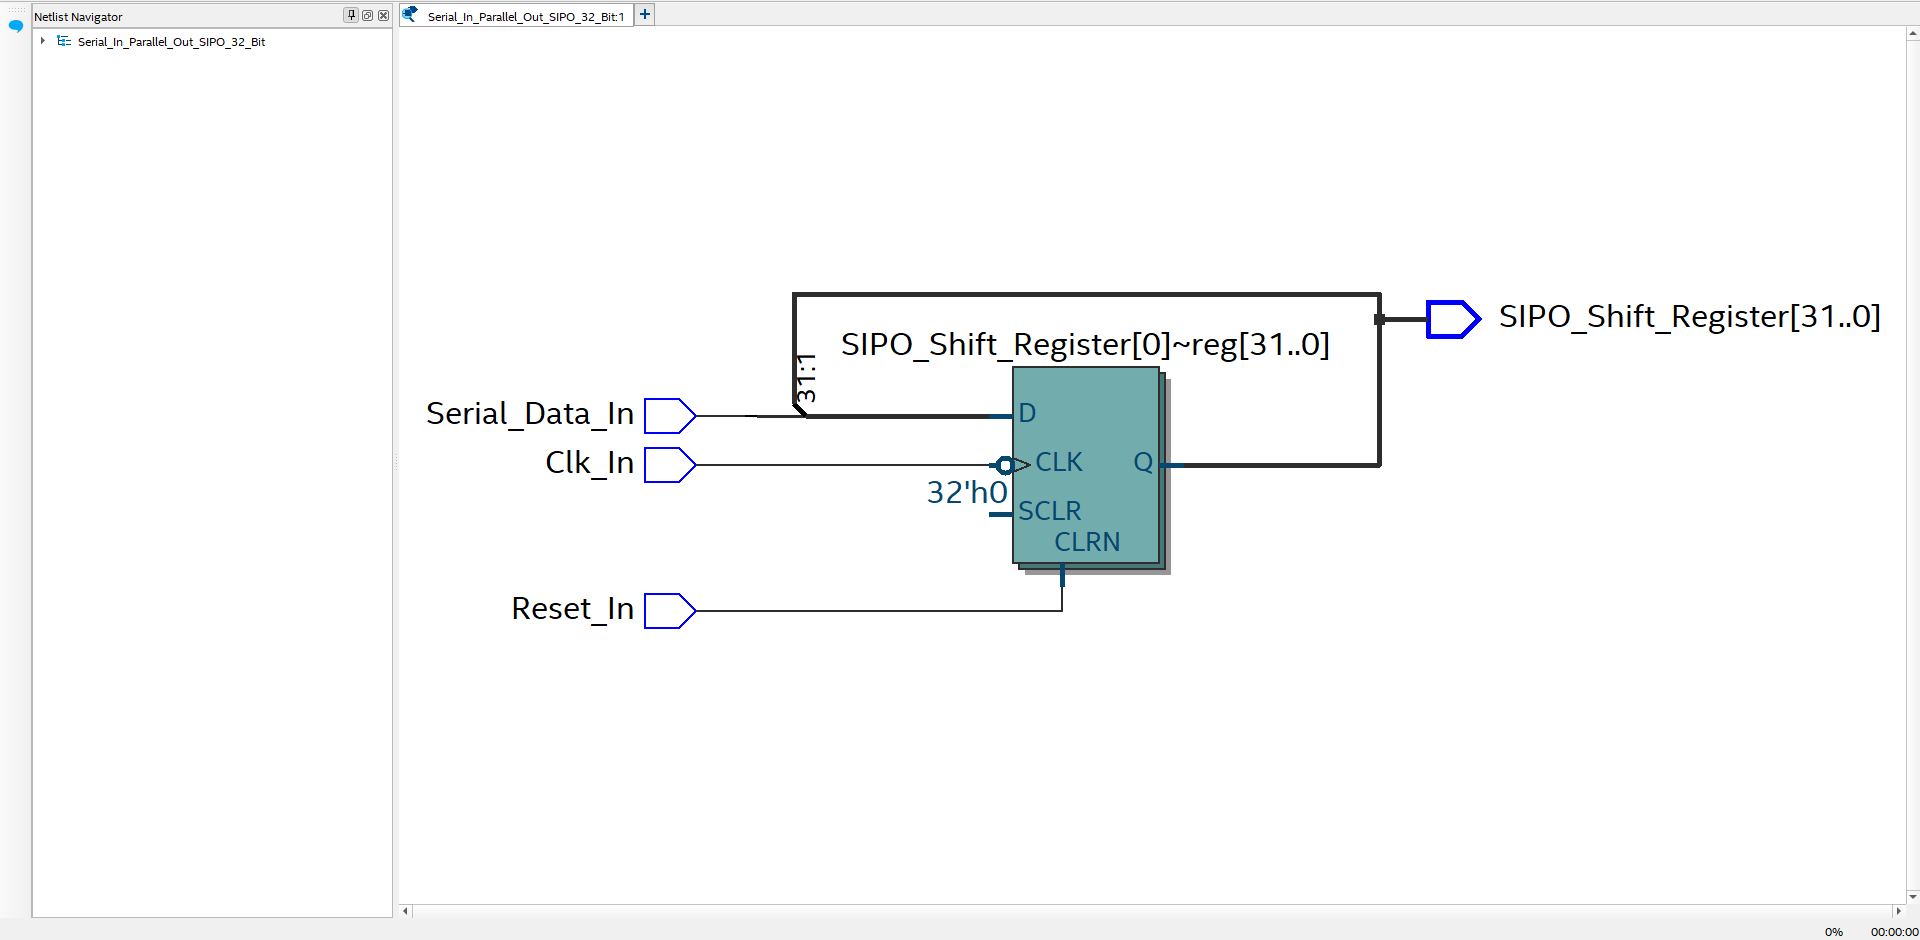 Netlist Navigator
Serial_In_Parallel_Out_SIPO_32_Bit:1
Serial_In_Parallel_Out_SIPO_32_Bit
SIPO_Shift_Register[31..0]
SIPO_Shift_Register[0]~reg[31..0]
31:1
Serial_Data_In
D
Clk_In
CLK
Q
32'h0
SCLR
CLRN
Reset_In
0% 00:00:00